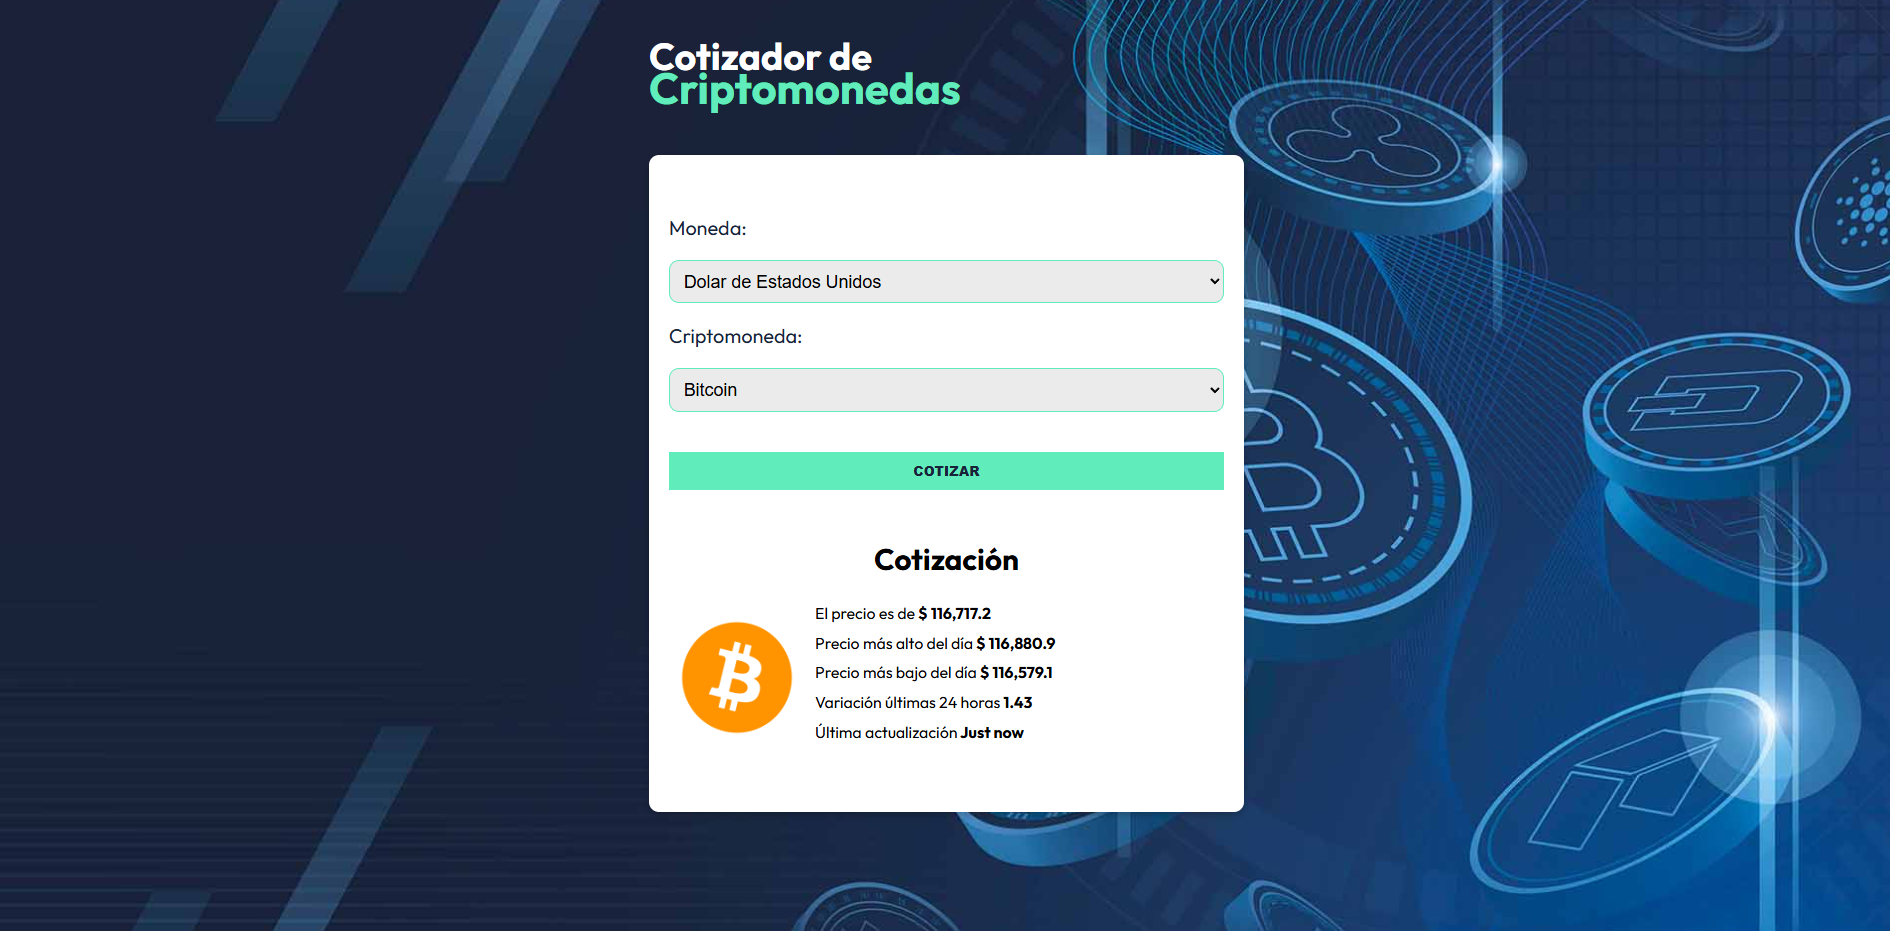 Cotizador de
Criptomonedas
Moneda:
Dolar de Estados Unidos
Criptomoneda:
Bitcoin
COTIZAR
Cotización
El precio es de $ 116,717.2
Precio más alto del día $ 116,880.9
Precio más bajo del día $ 116,579.1
Variación últimas 24 horas 1.43
Última actualización Just now